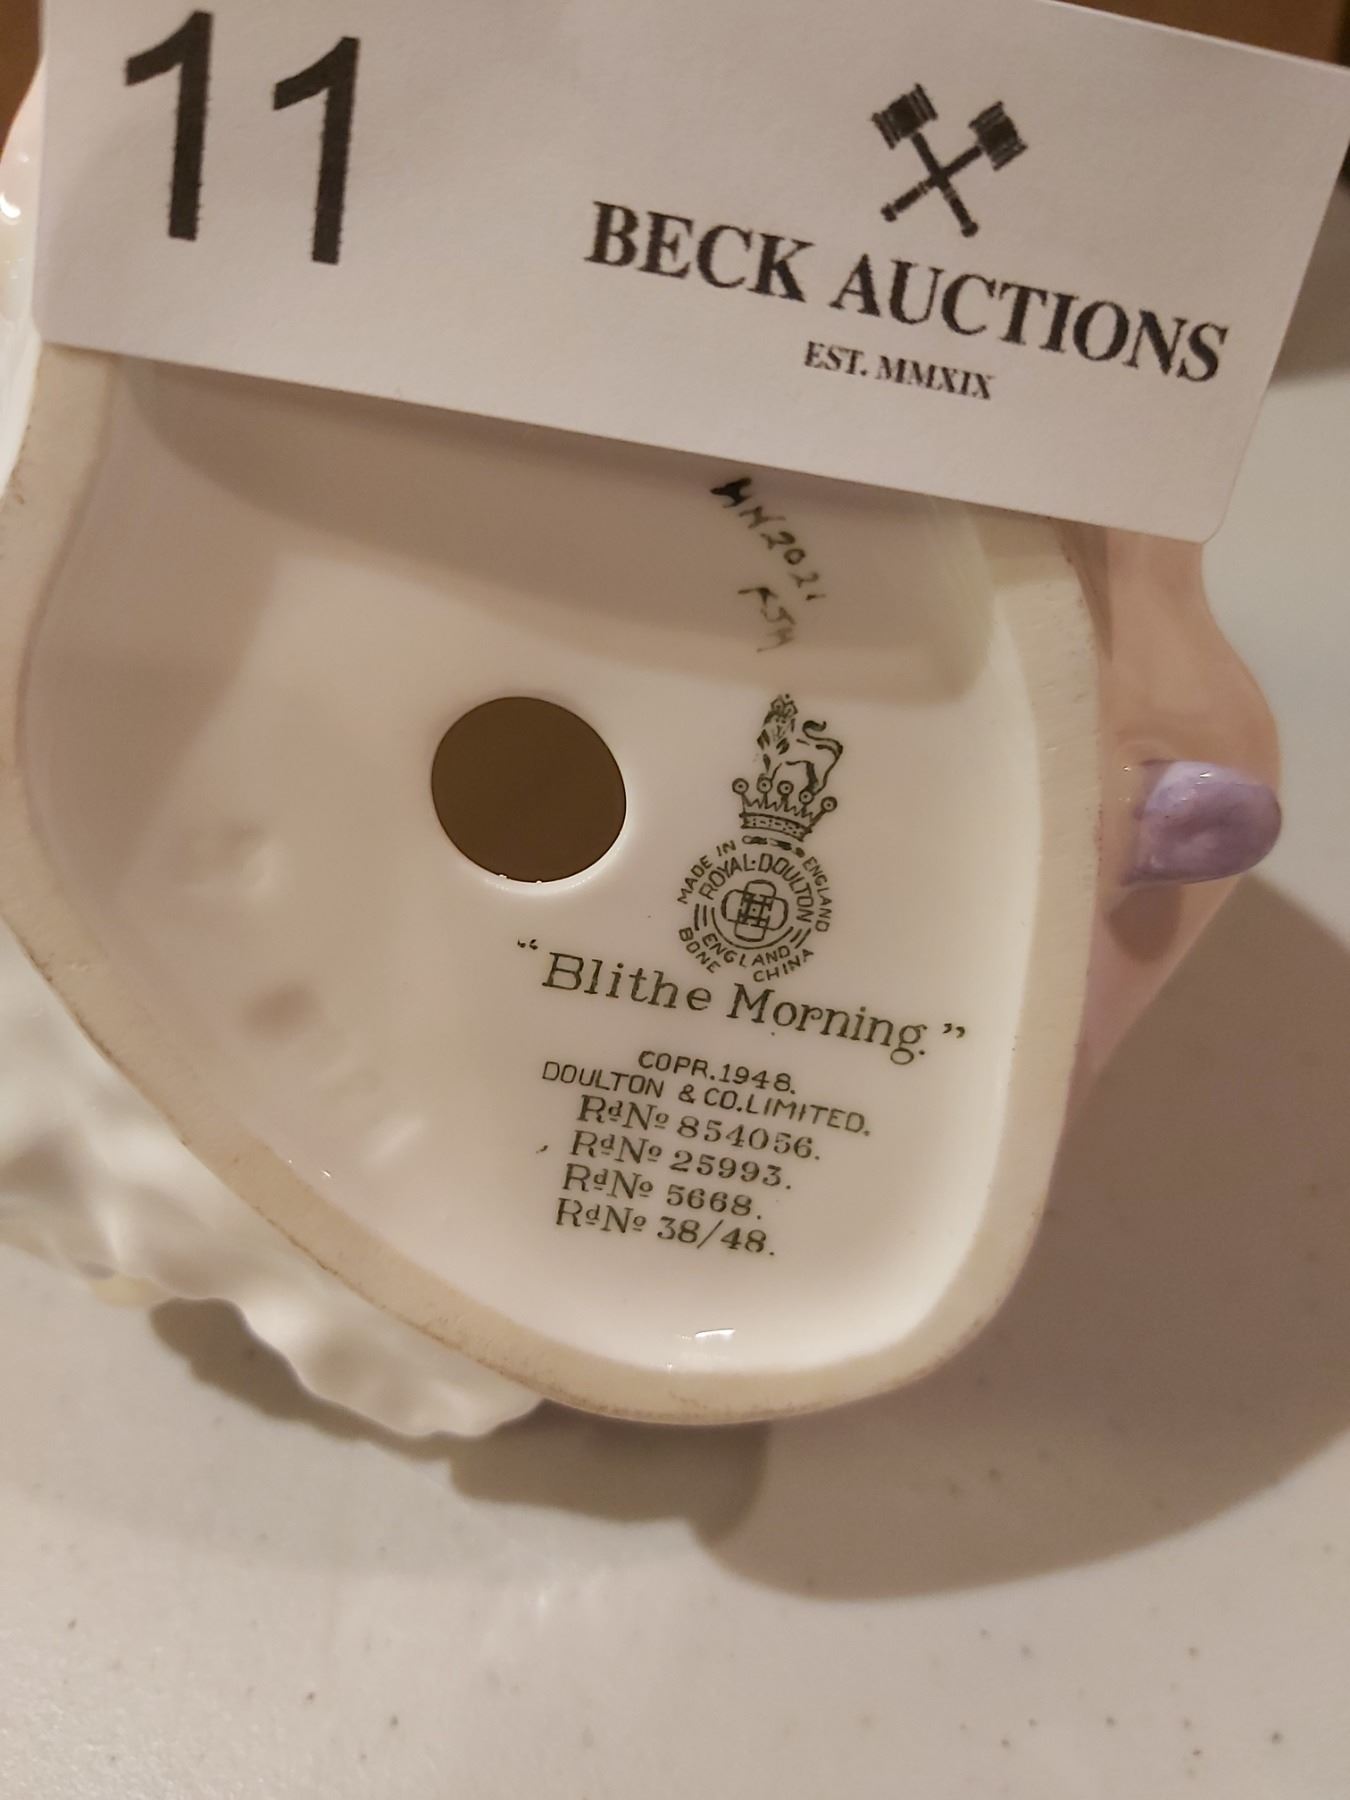 11
BECK AUCTIONS
EST. MMXIX
HN2021
KJH
MADE IN ENGLAND
ROYAL·DOULTON
ENGLAND
BONE CHINA
“Blithe Morning.”
COPR.1948.
DOULTON & CO.LIMITED.
RdNo 854056.
RdNo 25993.
RdNo 5668.
RdNo 38/48.